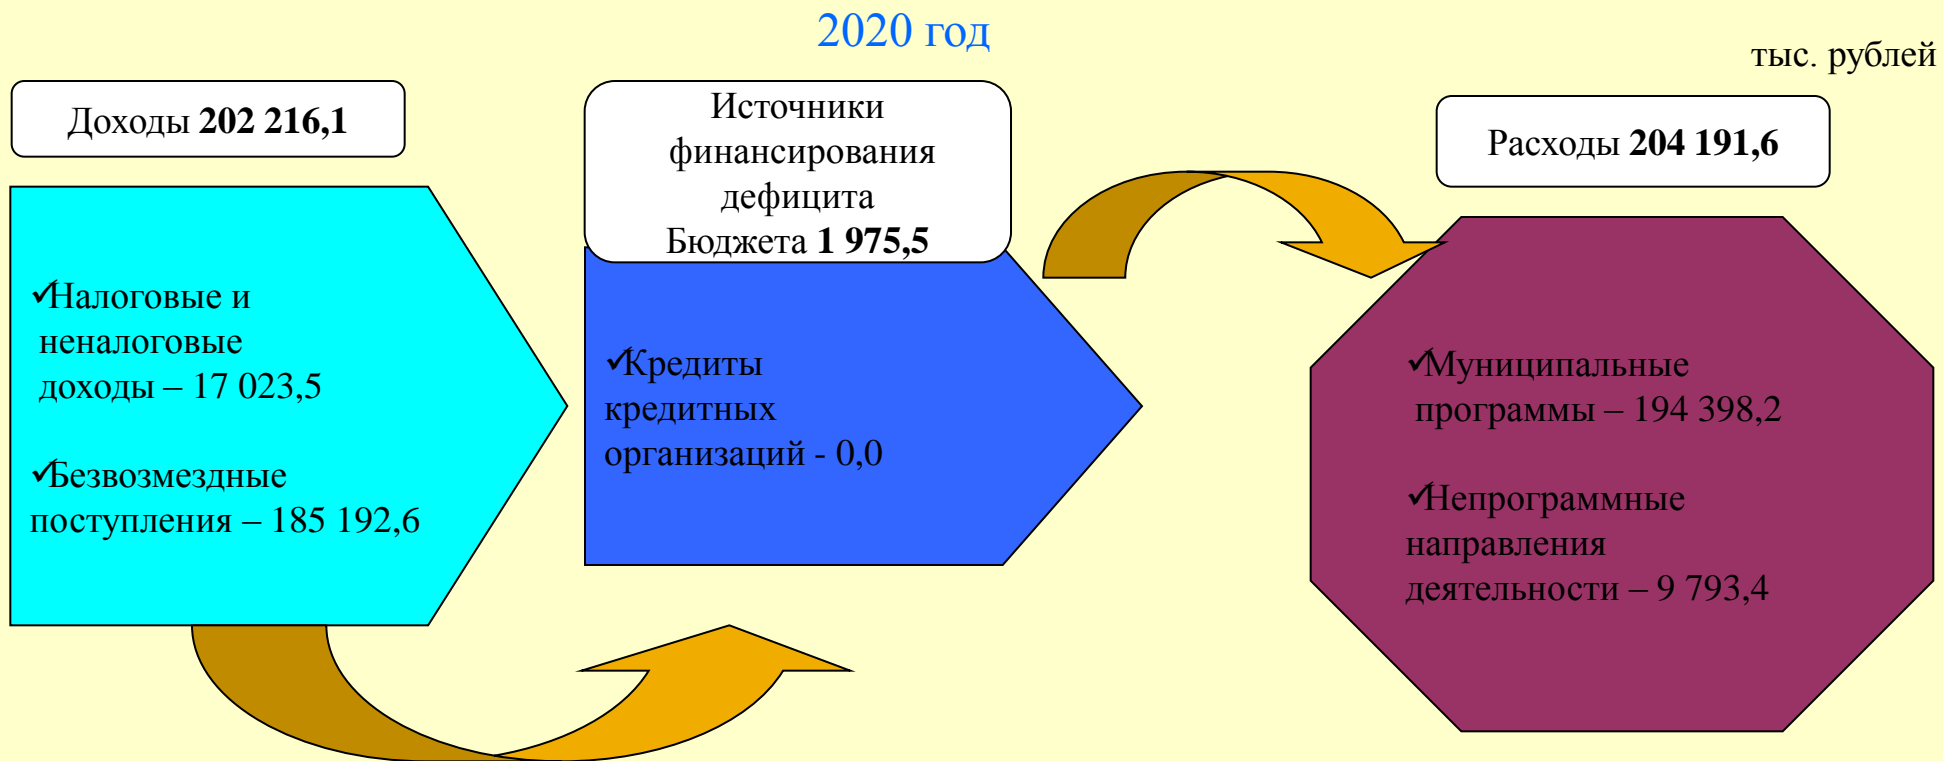 2020 год
тыс. рублей
Доходы 202 216,1
✓Налоговые и
неналоговые
доходы – 17 023,5
✓Безвозмездные
поступления – 185 192,6
Источники
финансирования
дефицита
Бюджета 1 975,5
✓Кредиты
кредитных
организаций - 0,0
Расходы 204 191,6
✓Муниципальные
программы – 194 398,2
✓Непрограммные
направления
деятельности – 9 793,4